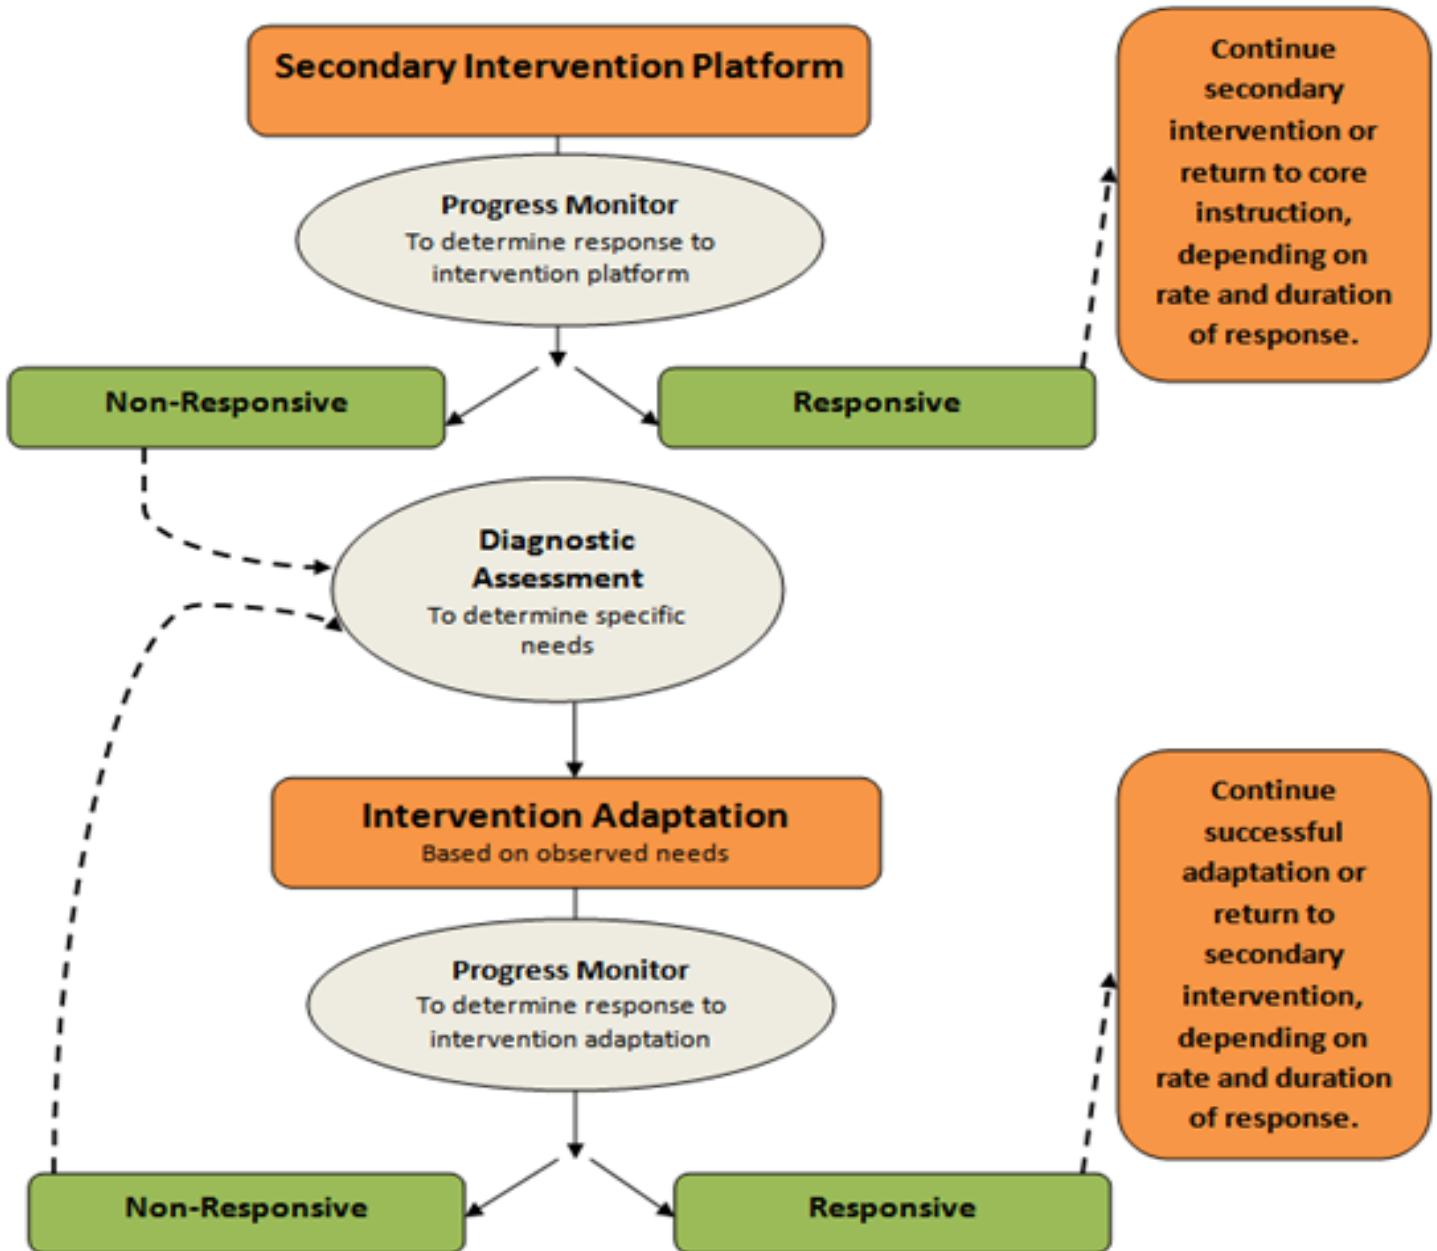 Secondary Intervention Platform
Progress Monitor
To determine response to
intervention platform
Continue
secondary
intervention or
return to core
instruction,
depending on
rate and duration
of response.
Non-Responsive
Responsive
Diagnostic
Assessment
To determine specific
needs
Intervention Adaptation
Based on observed needs
Progress Monitor
To determine response to
intervention adaptation
Continue
successful
adaptation or
return to
secondary
intervention,
depending on
rate and duration
of response.
Non-Responsive
Responsive